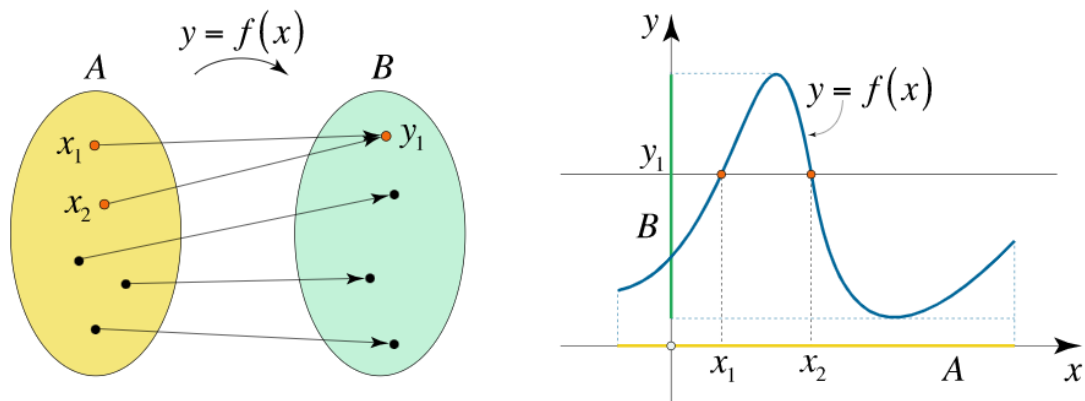 y = f(x)
A
B
x₁
y₁
x₂
y
y = f(x)
y₁
B
x₁
x₂
A
x